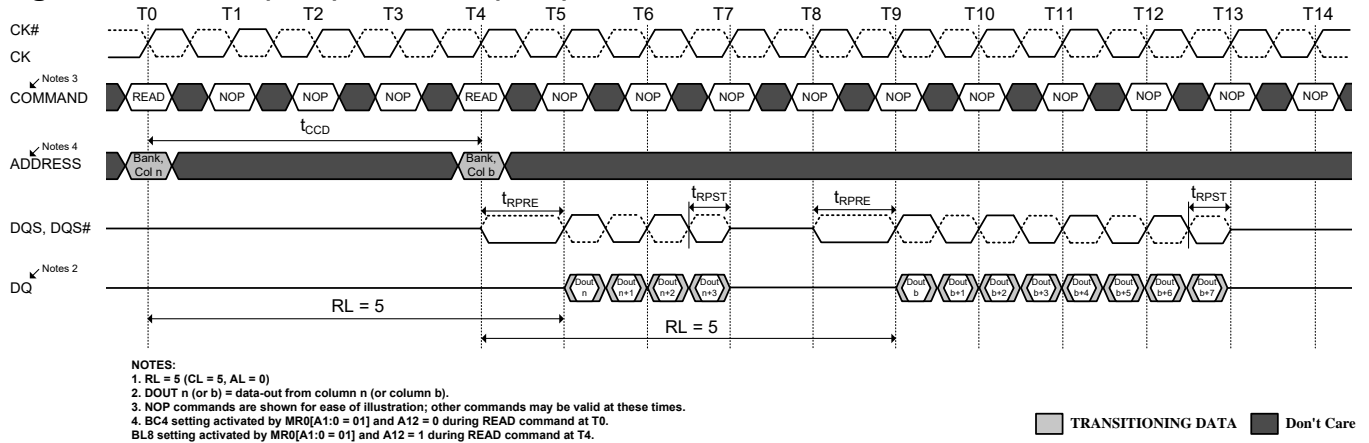 T0 T1 T2 T3 T4 T5 T6 T7 T8 T9 T10 T11 T12 T13 T14
CK#
CK
Notes 3
COMMAND READ NOP NOP NOP READ NOP NOP NOP NOP NOP NOP NOP NOP NOP NOP
tCCD
Notes 4
ADDRESS Bank, Col n Bank, Col b
tRPRE tRPST tRPRE tRPST
DQS, DQS#
Notes 2
DQ Dout n Dout n+1 Dout n+2 Dout n+3 Dout b Dout b+1 Dout b+2 Dout b+3 Dout b+4 Dout b+5 Dout b+6 Dout b+7
RL = 5
RL = 5
NOTES:
1. RL = 5 (CL = 5, AL = 0)
2. DOUT n (or b) = data-out from column n (or column b).
3. NOP commands are shown for ease of illustration; other commands may be valid at these times.
4. BC4 setting activated by MR0[A1:0 = 01] and A12 = 0 during READ command at T0.
BL8 setting activated by MR0[A1:0 = 01] and A12 = 1 during READ command at T4.
TRANSITIONING DATA Don't Care